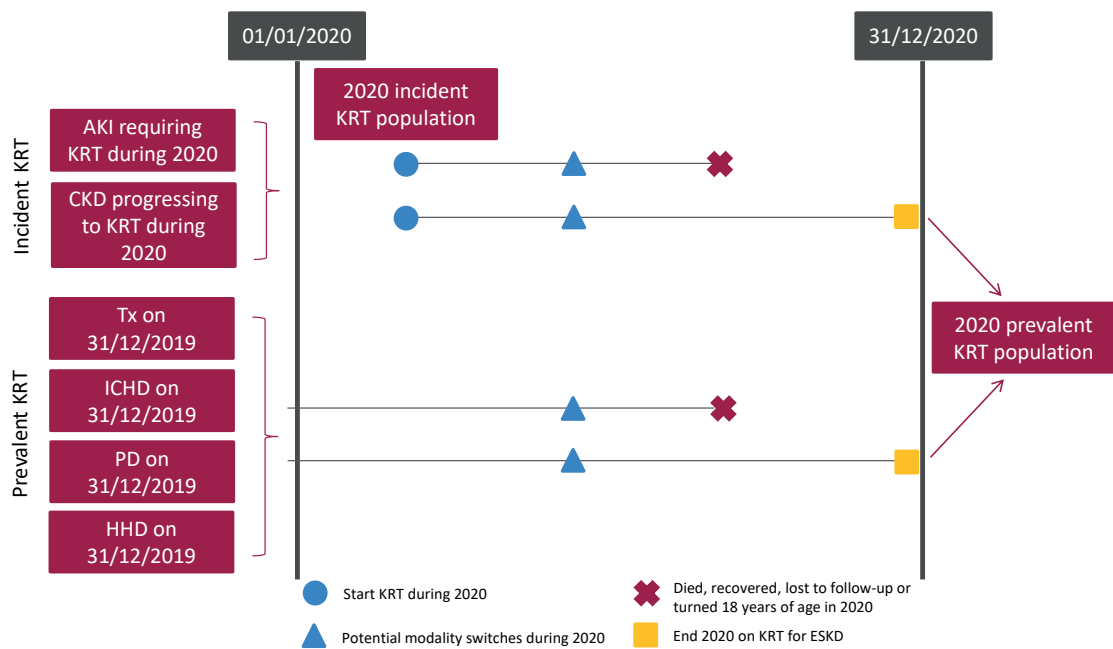 01/01/2020
31/12/2020
2020 incident
KRT population
Incident KRT
AKI requiring
KRT during 2020
CKD progressing
to KRT during
2020
Prevalent KRT
Tx on
31/12/2019
ICHD on
31/12/2019
PD on
31/12/2019
HHD on
31/12/2019
2020 prevalent
KRT population
Start KRT during 2020
Potential modality switches during 2020
Died, recovered, lost to follow-up or
turned 18 years of age in 2020
End 2020 on KRT for ESKD